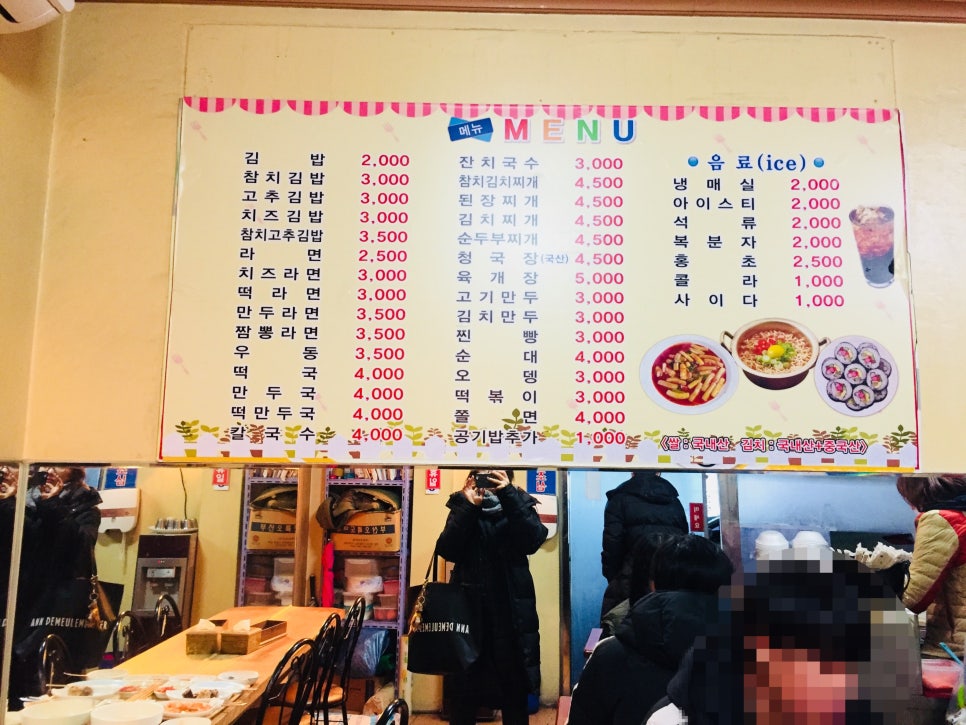 메뉴 MENU
김 밥 2,000
참치김밥 3,000
고추김밥 3,000
치즈김밥 3,000
참치고추김밥 3,500
라 면 2,500
치즈라면 3,000
떡 라 면 3,000
만두라면 3,500
짬뽕라면 3,500
우 동 3,500
떡 국 4,000
만 두 국 4,000
떡만두국 4,000
칼 국 수 4,000
잔치국수 3,000
참치김치찌개 4,500
된장찌개 4,500
김치찌개 4,500
순두부찌개 4,500
청 국 장(국산) 4,500
육 개 장 5,000
고기만두 3,000
김치만두 3,000
찐 빵 3,000
순 대 4,000
오 뎅 3,000
떡 볶 이 3,000
쫄 면 4,000
공기밥추가 1,000
음 료(ice)
냉 매 실 2,000
아이스티 2,000
석 류 2,000
복 분 자 2,000
홍 초 2,500
콜 라 1,000
사 이 다 1,000
(쌀 : 국내산, 김치 : 국내산+중국산)
ANN DEMEULEME
ANN DEMEULEME